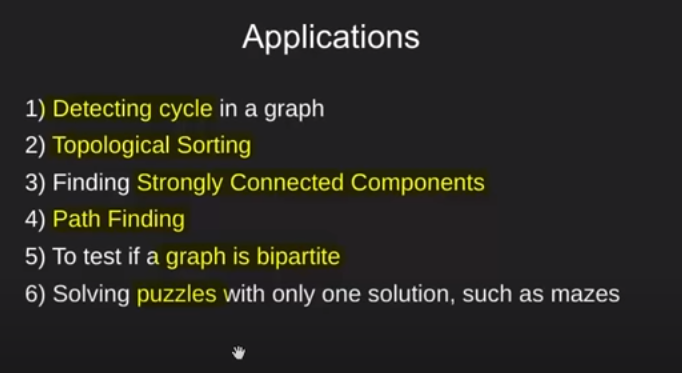 Applications
1) Detecting cycle in a graph
2) Topological Sorting
3) Finding Strongly Connected Components
4) Path Finding
5) To test if a graph is bipartite
6) Solving puzzles with only one solution, such as mazes